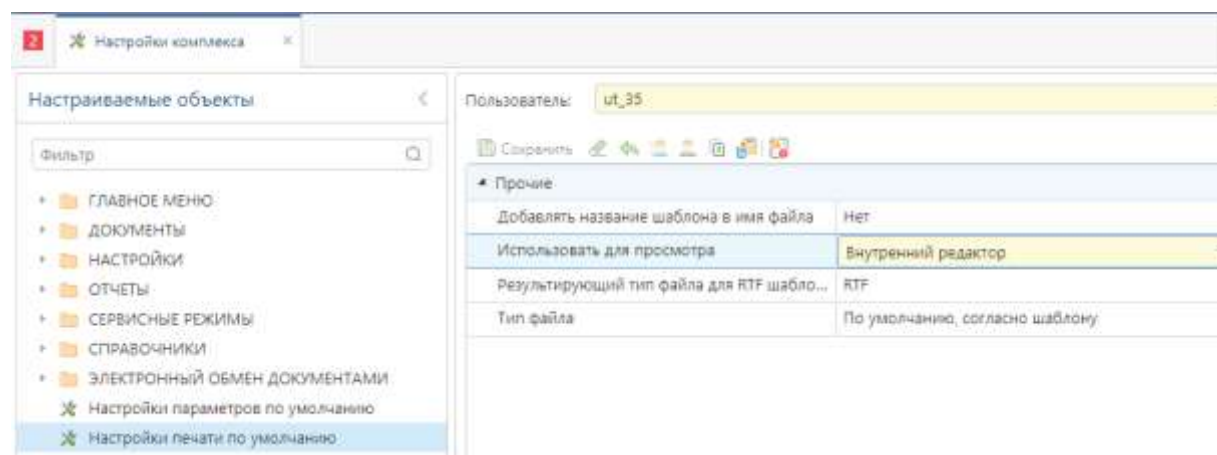 2 Настройки комплекса ×
Настраиваемые объекты
Фильтр
ГЛАВНОЕ МЕНЮ
ДОКУМЕНТЫ
НАСТРОЙКИ
ОТЧЕТЫ
СЕРВИСНЫЕ РЕЖИМЫ
СПРАВОЧНИКИ
ЭЛЕКТРОННЫЙ ОБМЕН ДОКУМЕНТАМИ
Настройки параметров по умолчанию
Настройки печати по умолчанию
Пользователь: ut_35
Сохранить
Прочие
Добавлять название шаблона в имя файла Нет
Использовать для просмотра Внутренний редактор
Результирующий тип файла для RTF шабло... RTF
Тип файла По умолчанию, согласно шаблону